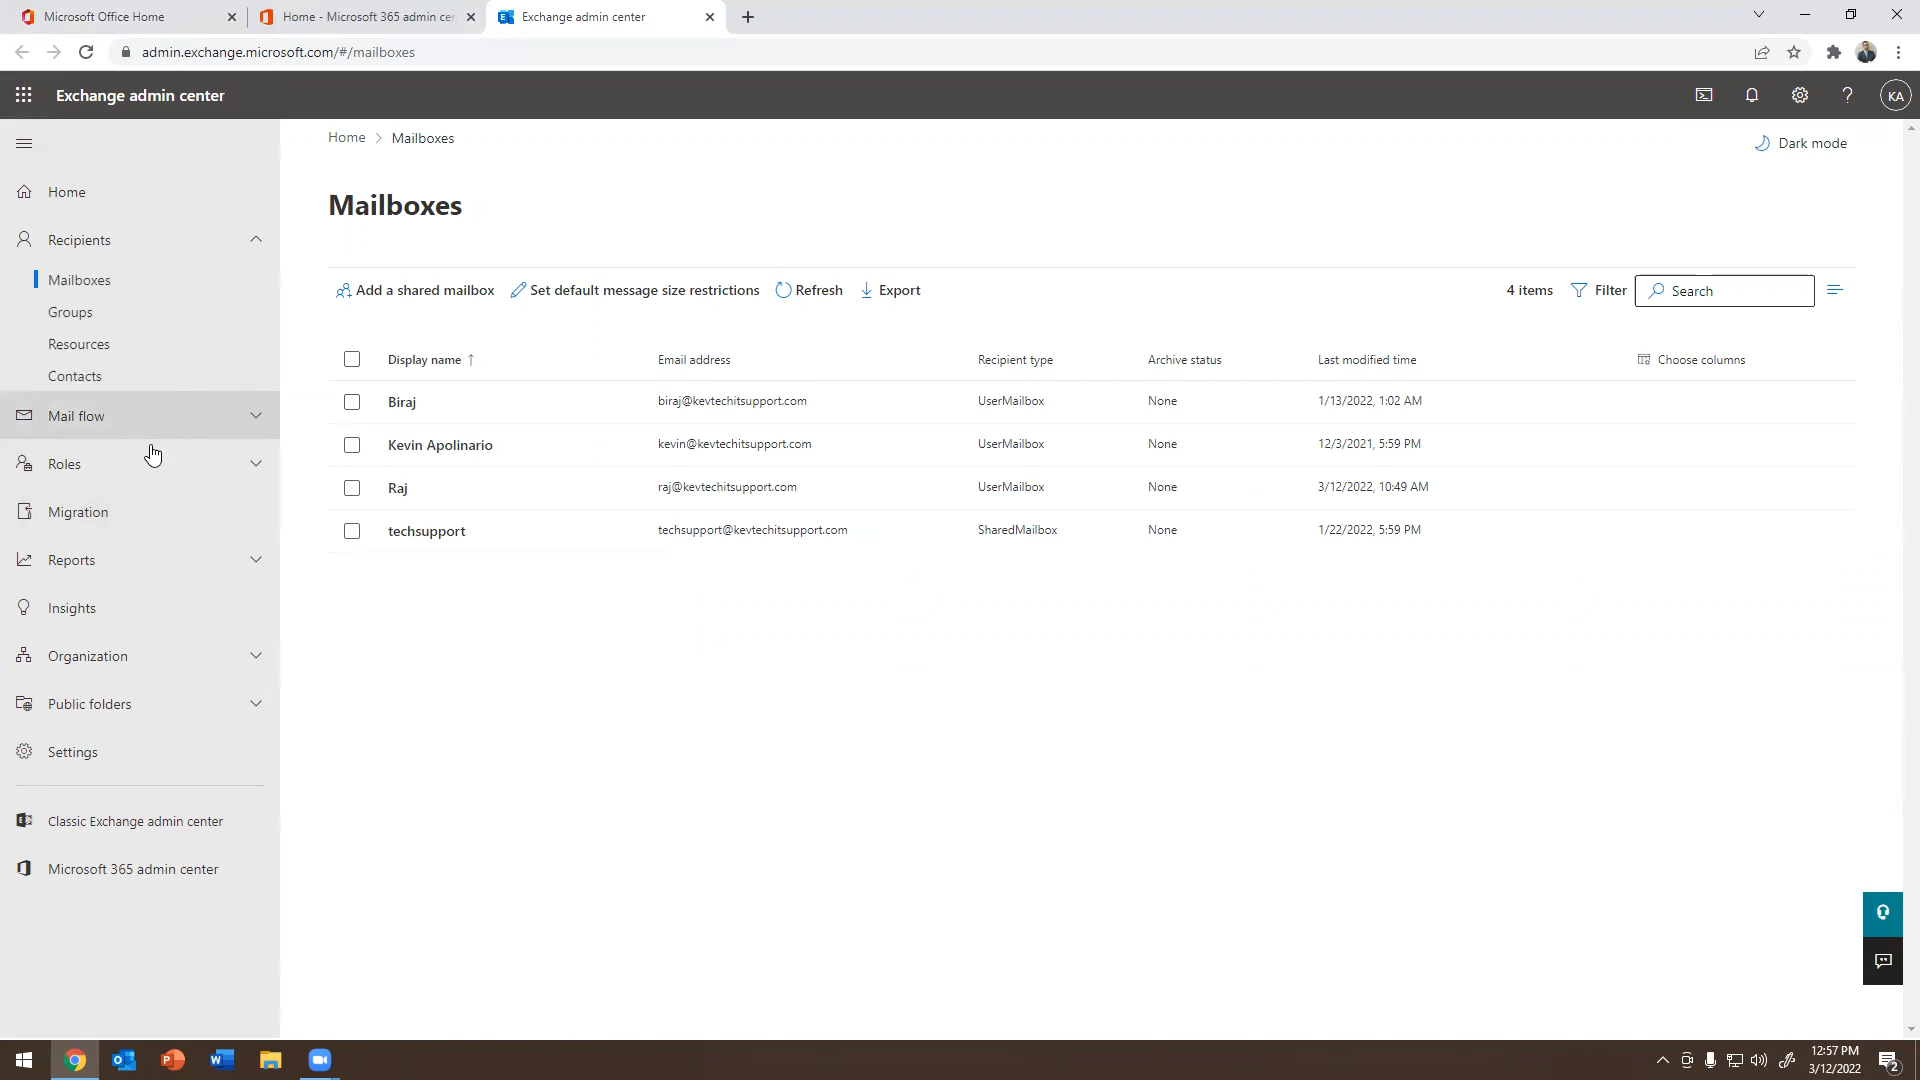 Microsoft Office Home
Home - Microsoft 365 admin cen
Exchange admin center
admin.exchange.microsoft.com/#/mailboxes
Exchange admin center
KA
Home > Mailboxes
Dark mode
Home
Recipients
Mailboxes
Groups
Resources
Contacts
Mail flow
Roles
Migration
Reports
Insights
Organization
Public folders
Settings
Classic Exchange admin center
Microsoft 365 admin center
Mailboxes
Add a shared mailbox Set default message size restrictions Refresh Export 4 items Filter Search
Display name ↑ Email address Recipient type Archive status Last modified time Choose columns
Biraj biraj@kevtechitsupport.com UserMailbox None 1/13/2022, 1:02 AM
Kevin Apolinario kevin@kevtechitsupport.com UserMailbox None 12/3/2021, 5:59 PM
Raj raj@kevtechitsupport.com UserMailbox None 3/12/2022, 10:49 AM
techsupport techsupport@kevtechitsupport.com SharedMailbox None 1/22/2022, 5:59 PM
12:57 PM
3/12/2022
2